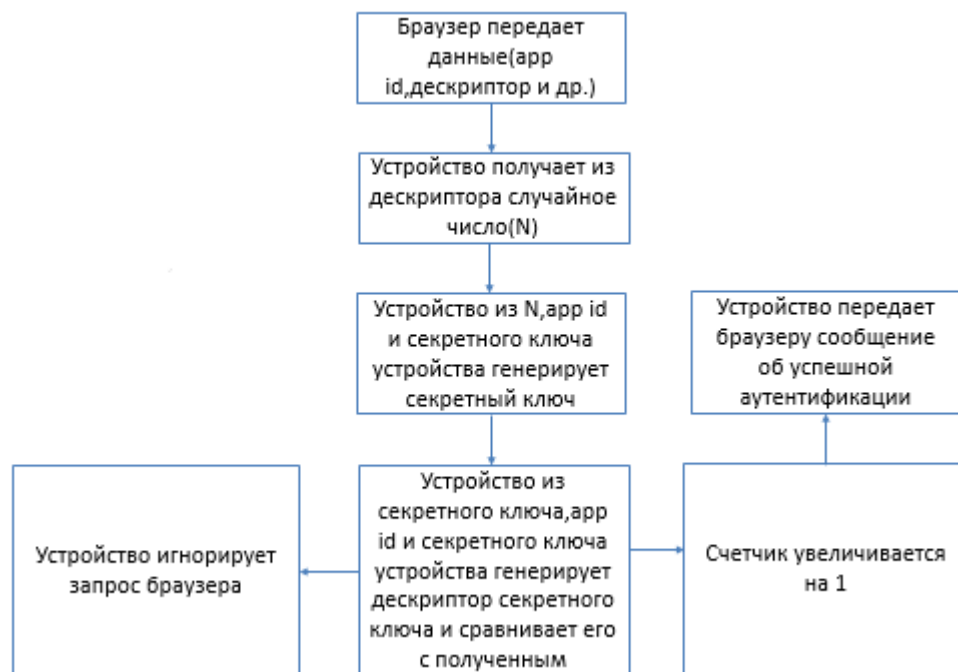 Браузер передает
данные(app
id,дескриптор и др.)
Устройство получает из
дескриптора случайное
число(N)
Устройство из N,app id
и секретного ключа
устройства генерирует
секретный ключ
Устройство передает
браузеру сообщение
об успешной
аутентификации
Устройство игнорирует
запрос браузера
Устройство из
секретного ключа,app
id и секретного ключа
устройства генерирует
дескриптор секретного
ключа и сравнивает его
с полученным
Счетчик увеличивается
на 1